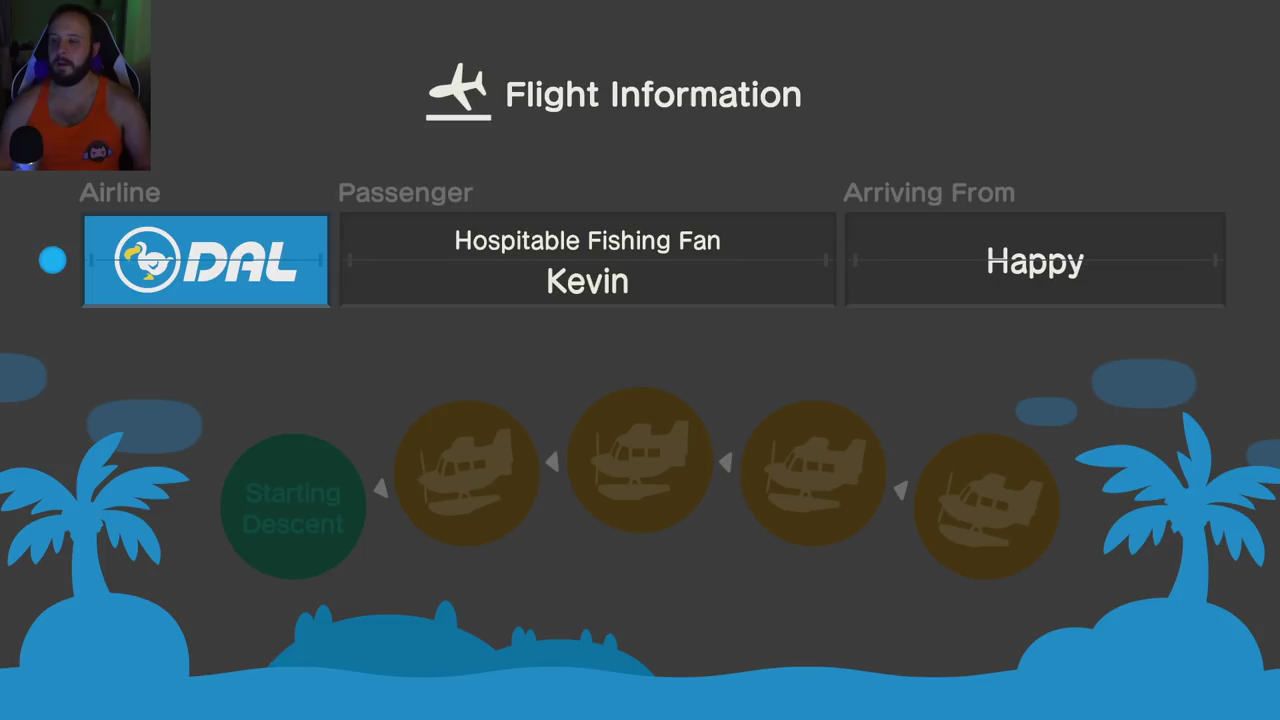 Flight Information
Airline
Passenger
Arriving From
DAL
Hospitable Fishing Fan
Kevin
Happy
Starting
Descent